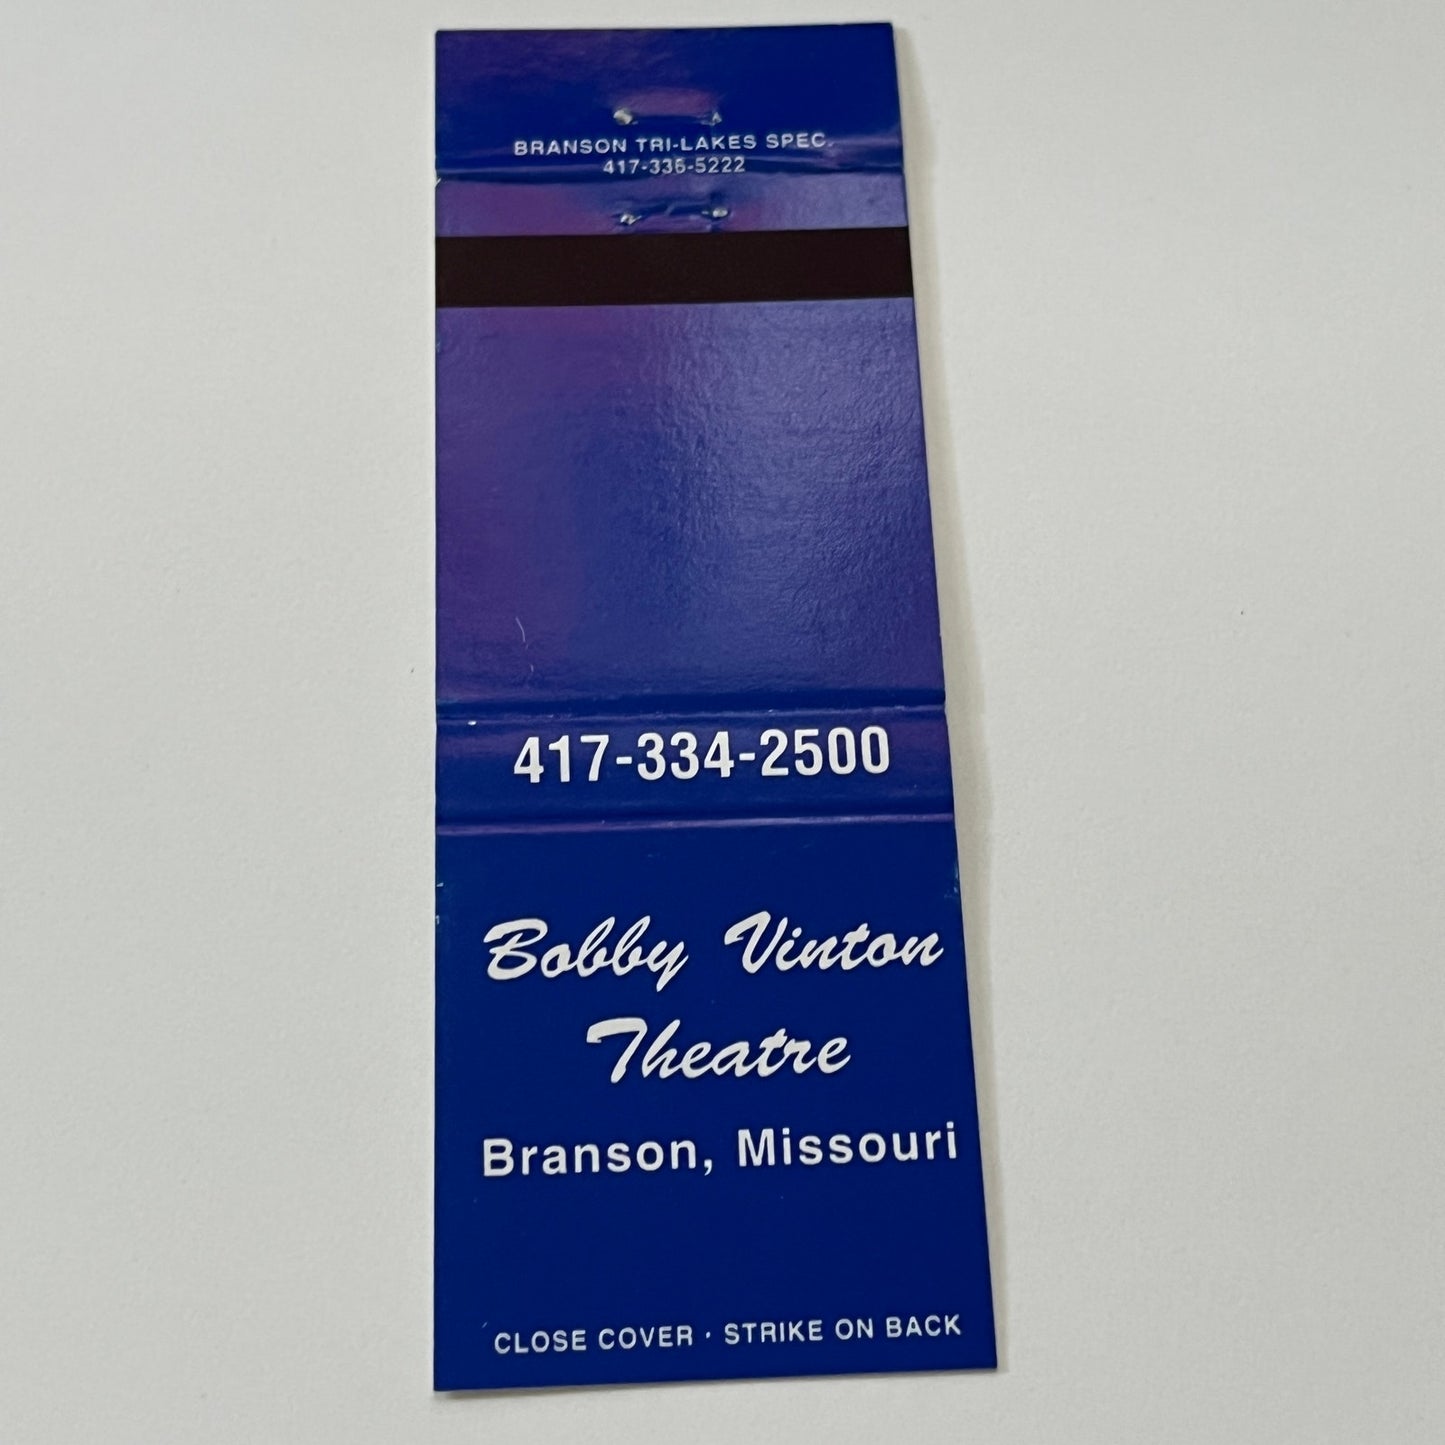 BRANSON TRI-LAKES SPEC.
417-336-5222
417-334-2500
Bobby Vinton
Theatre
Branson, Missouri
CLOSE COVER · STRIKE ON BACK